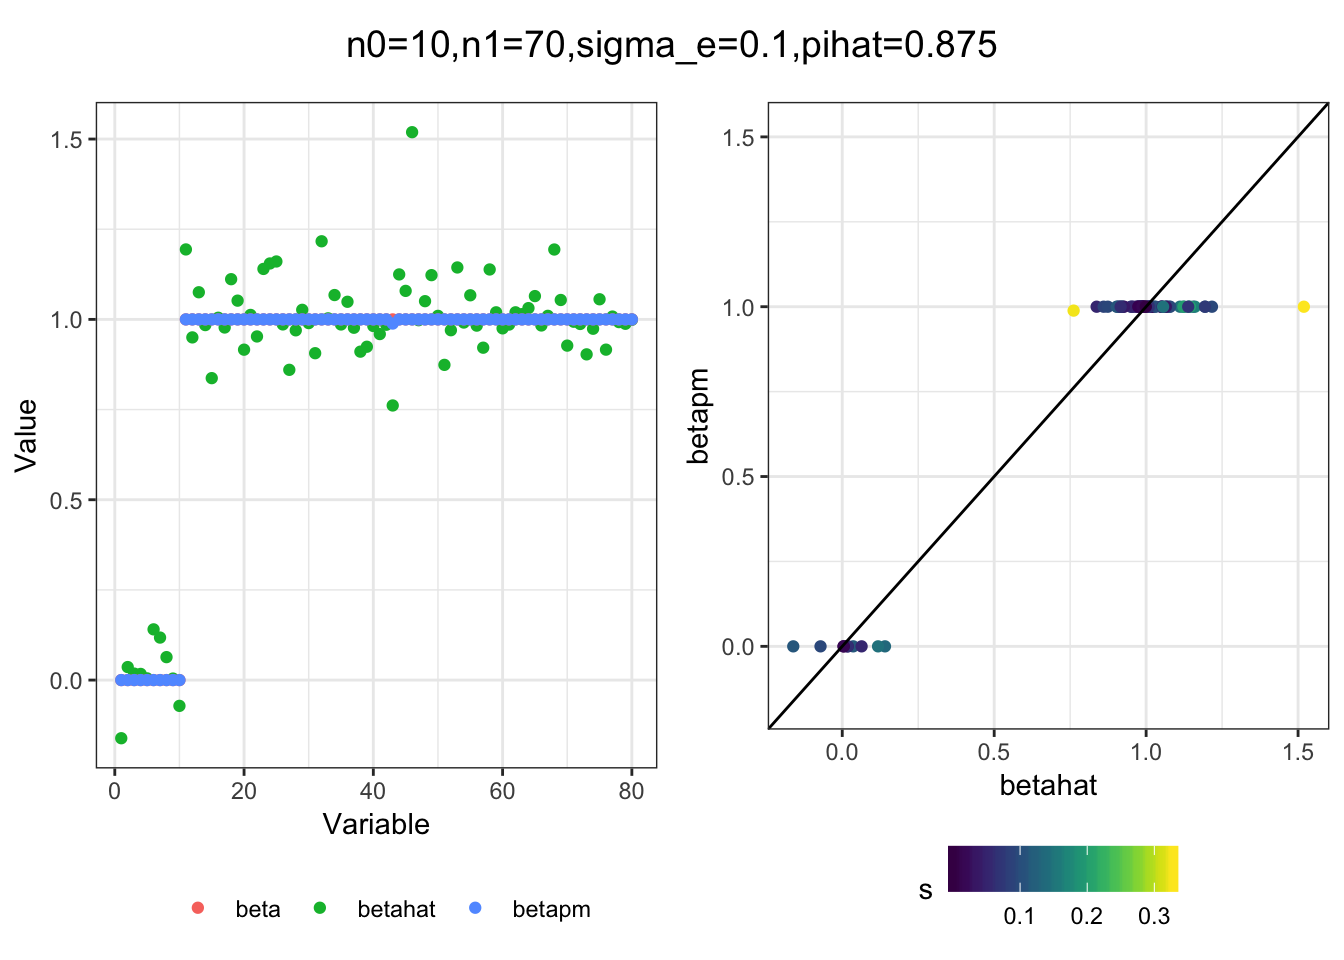 n0=10,n1=70,sigma_e=0.1,pihat=0.875
Value
1.5
1.0
0.5
0.0
0 20 40 60 80
Variable
beta betahat betapm
betapm
1.5
1.0
0.5
0.0
0.0 0.5 1.0 1.5
betahat
s
0.1 0.2 0.3